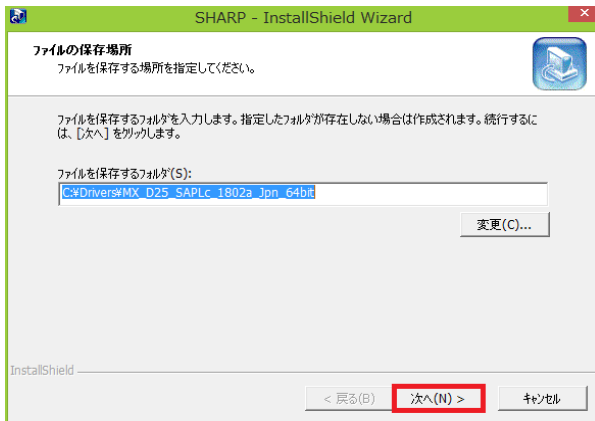 SHARP - InstallShield Wizard
ファイルの保存場所
ファイルを保存する場所を指定してください。
ファイルを保存するフォルダを入力します。指定したフォルダが存在しない場合は作成されます。続行するに
は、[次へ] をクリックします。
ファイルを保存するフォルダ(S):
C:¥Drivers¥MX_D25_SAPLc_1802a_Jpn_64bit
変更(C)...
InstallShield
< 戻る(B)
次へ(N) >
キャンセル